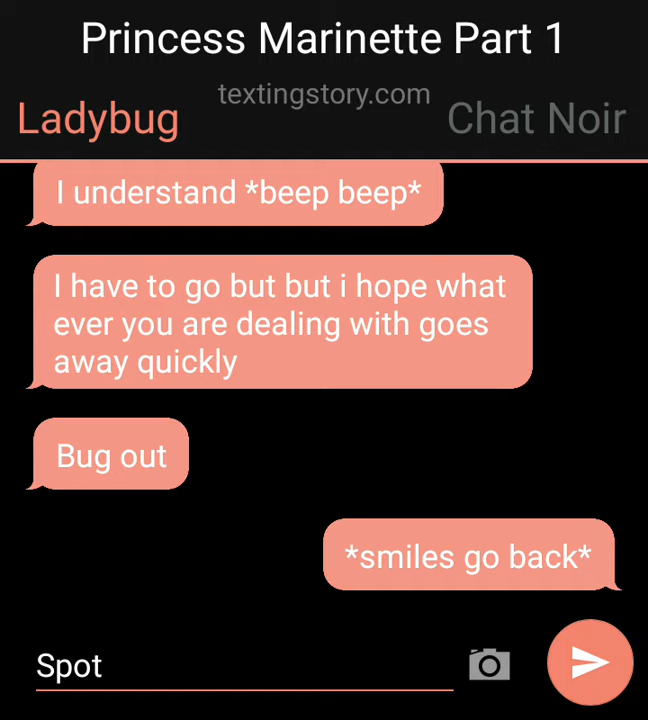 Princess Marinette Part 1
textingstory.com
Ladybug
Chat Noir
I understand *beep beep*
I have to go but but i hope what
ever you are dealing with goes
away quickly
Bug out
*smiles go back*
Spot